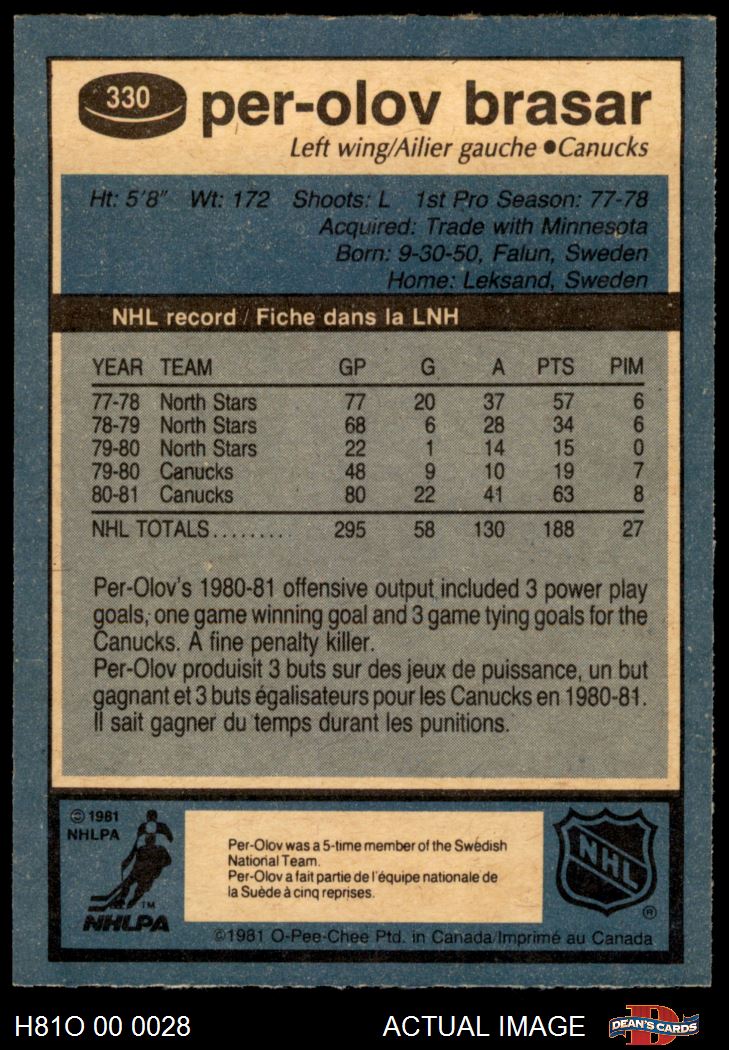 330
per-olov brasar
Left wing/Ailier gauche ●Canucks
Ht: 5'8" Wt: 172 Shoots: L 1st Pro Season: 77-78
Acquired: Trade with Minnesota
Born: 9-30-50, Falun, Sweden
Home: Leksand, Sweden
NHL record / Fiche dans la LNH
YEAR TEAM GP G A PTS PIM
77-78 North Stars 77 20 37 57 6
78-79 North Stars 68 6 28 34 6
79-80 North Stars 22 1 14 15 0
79-80 Canucks 48 9 10 19 7
80-81 Canucks 80 22 41 63 8
NHL TOTALS......... 295 58 130 188 27
Per-Olov's 1980-81 offensive output included 3 power play
goals, one game winning goal and 3 game tying goals for the
Canucks. A fine penalty killer.
Per-Olov produisit 3 buts sur des jeux de puissance, un but
gagnant et 3 buts égalisateurs pour les Canucks en 1980-81.
Il sait gagner du temps durant les punitions.
© 1981
NHLPA
TM
NHLPA
Per-Olov was a 5-time member of the Swedish
National Team.
Per-Olov a fait partie de l'équipe nationale de
la Suède à cinq reprises.
NHL
®
©1981 O-Pee-Chee Ptd. in Canada/Imprimé au Canada
H81O 00 0028
ACTUAL IMAGE
DEAN'S CARDS